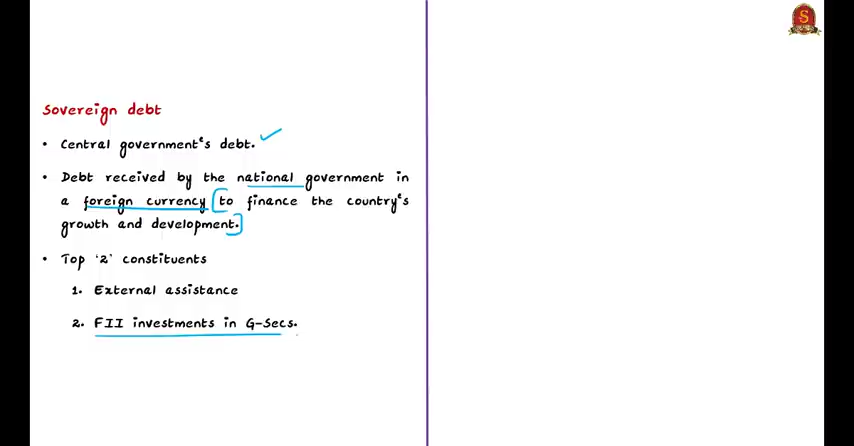 Sovereign debt
• Central government's debt.
• Debt received by the national government in
a foreign currency [to finance the country's
growth and development.]
• Top '2' constituents
1. External assistance
2. FII investments in G-Secs.
S